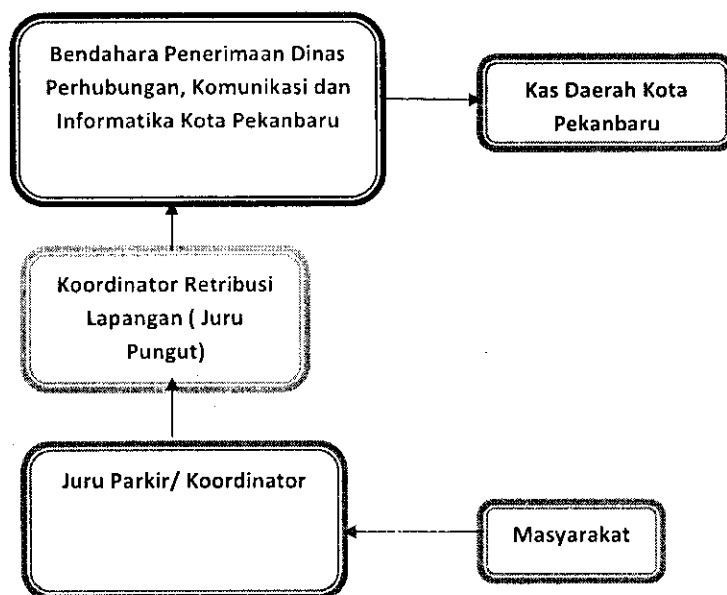 Bendahara Penerimaan Dinas
Perhubungan, Komunikasi dan
Informatika Kota Pekanbaru
Kas Daerah Kota
Pekanbaru
Koordinator Retribusi
Lapangan ( Juru
Pungut)
Juru Parkir/ Koordinator
Masyarakat